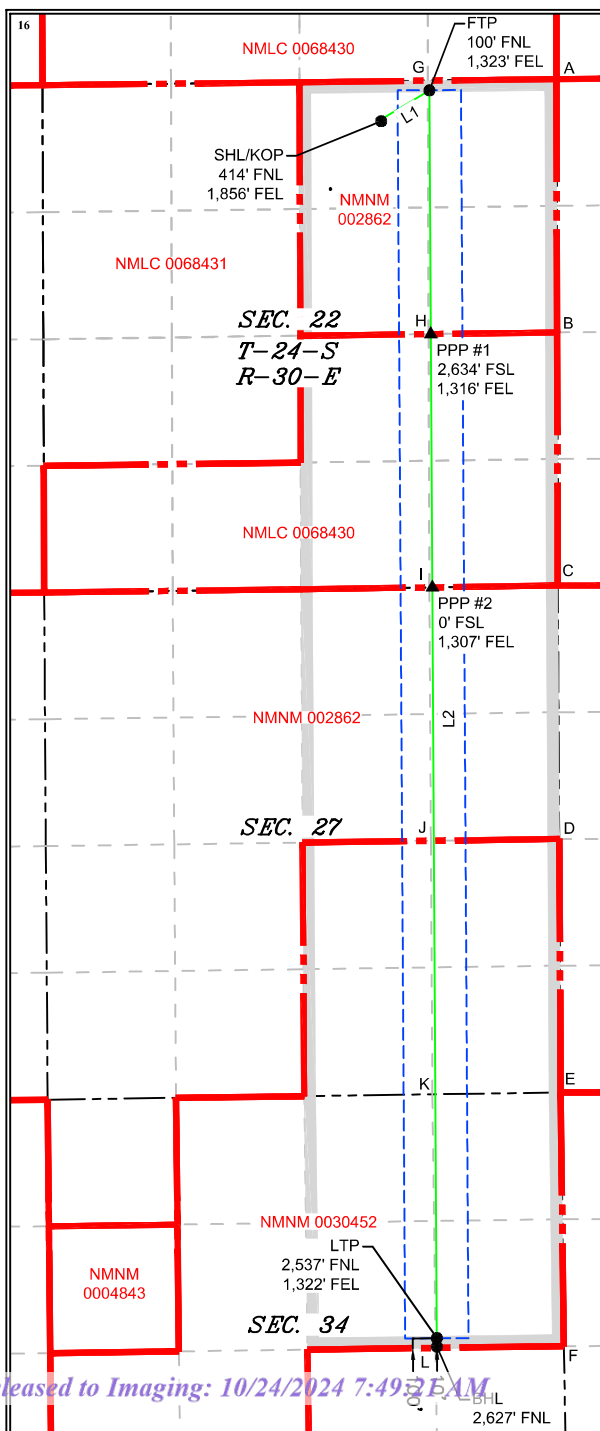 16
NMLC 0068430
FTP
100' FNL
1,323' FEL
G
A
L1
SHL/KOP
414' FNL
1,856' FEL
NMNM
002862
NMLC 0068431
SEC. 22
T-24-S
R-30-E
H
B
PPP #1
2,634' FSL
1,316' FEL
NMLC 0068430
I
C
PPP #2
0' FSL
1,307' FEL
NMNM 002862
L2
SEC. 27
J
D
K
E
NMNM 0030452
LTP
2,537' FNL
1,322' FEL
NMNM
0004843
SEC. 34
L
F
leased to Imaging: 10/24/2024 7:49:21 AM
BHL
2,627' FNL